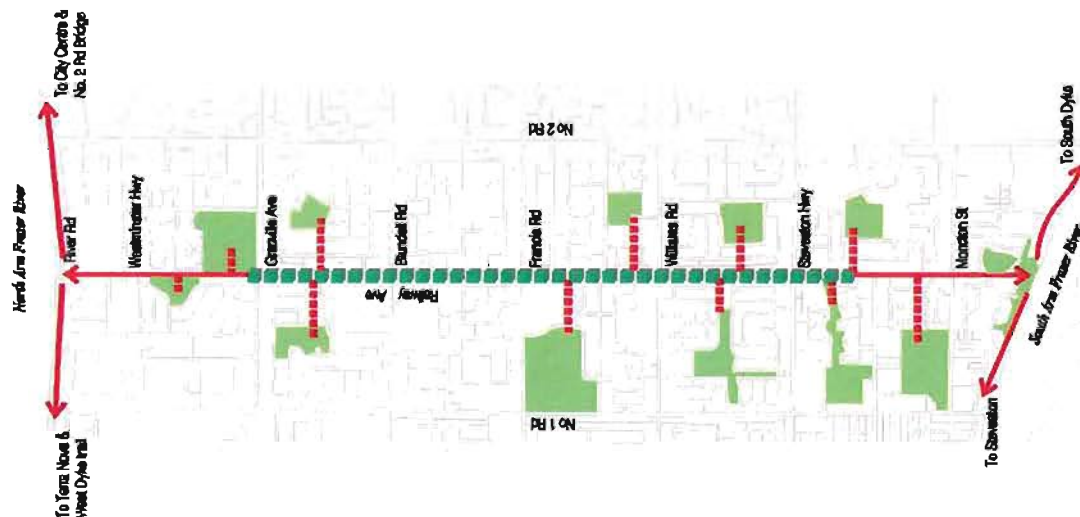 To City Centre &
No. 2 Rd Bridge
North Arm Fraser River
River Rd
To Terra Nova &
West Dyke trail
Westminster Hwy
Granville Ave
Blundell Rd
Railway
Ave
No 2 Rd
Francis Rd
No 1 Rd
Williams Rd
Steveston Hwy
Moncton St
To South Dyke
South Arm Fraser River
To Steveston